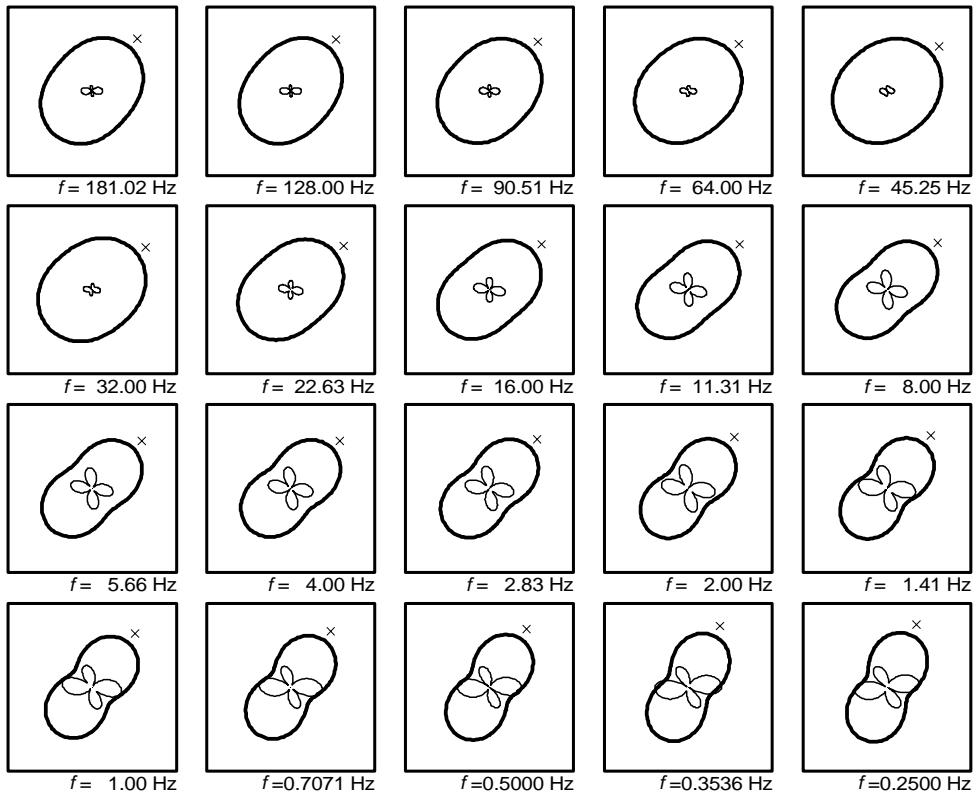 f = 181.02 Hz
f = 128.00 Hz
f = 90.51 Hz
f = 64.00 Hz
f = 45.25 Hz
f = 32.00 Hz
f = 22.63 Hz
f = 16.00 Hz
f = 11.31 Hz
f = 8.00 Hz
f = 5.66 Hz
f = 4.00 Hz
f = 2.83 Hz
f = 2.00 Hz
f = 1.41 Hz
f = 1.00 Hz
f =0.7071 Hz
f =0.5000 Hz
f =0.3536 Hz
f =0.2500 Hz